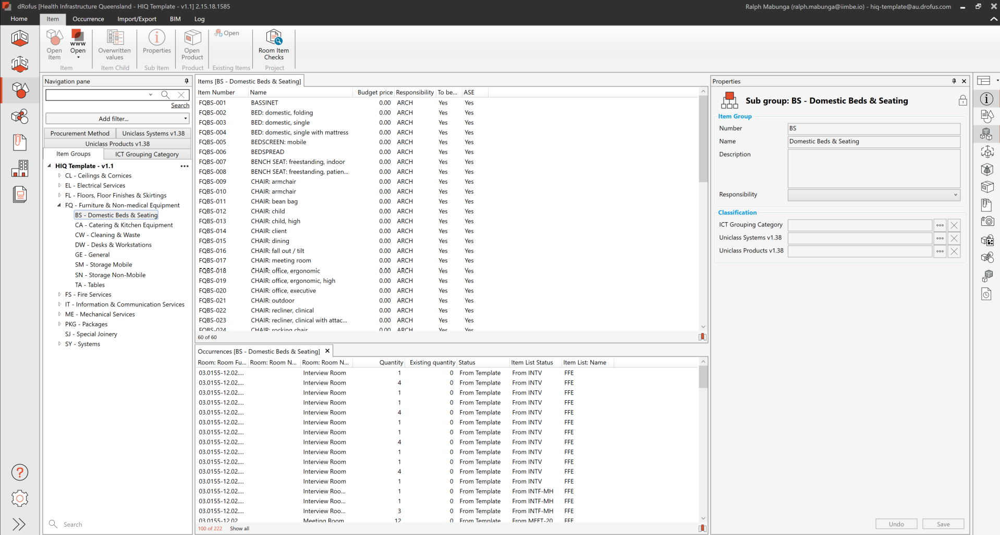 dRofus [Health Infrastructure Queensland - HIQ Template - v1.1] 2.15.18.1585
Ralph Mabunga (ralph.mabunga@iimbe.io) - hiq-template@au.drofus.com
Home Item Occurrence Import/Export BIM Log
Open Item
www Open
Overwritten values
Properties
Open Product
Open
Room Item Checks
Item Item Child Sub Item Product Existing Items Project
Navigation pane
Search
Add filter...
Procurement Method Uniclass Systems v1.38
Uniclass Products v1.38
Item Groups ICT Grouping Category
HIQ Template - v1.1
CL - Ceilings & Cornices
EL - Electrical Services
FL - Floors, Floor Finishes & Skirtings
FQ - Furniture & Non-medical Equipment
BS - Domestic Beds & Seating
CA - Catering & Kitchen Equipment
CW - Cleaning & Waste
DW - Desks & Workstations
GE - General
SM - Storage Mobile
SN - Storage Non-Mobile
TA - Tables
FS - Fire Services
IT - Information & Communication Services
ME - Mechanical Services
PKG - Packages
SJ - Special Joinery
SY - Systems
Search
Items [BS - Domestic Beds & Seating]
Item Number Name Budget price Responsibility To be... ASE
FQBS-001 BASSINET 0.00 ARCH Yes Yes
FQBS-002 BED: domestic, folding 0.00 ARCH Yes Yes
FQBS-003 BED: domestic, single 0.00 ARCH Yes Yes
FQBS-004 BED: domestic, single with mattress 0.00 ARCH Yes Yes
FQBS-005 BEDSCREEN: mobile 0.00 ARCH Yes Yes
FQBS-006 BEDSPREAD 0.00 ARCH Yes Yes
FQBS-007 BENCH SEAT: freestanding, indoor 0.00 ARCH Yes Yes
FQBS-008 BENCH SEAT: freestanding, patien... 0.00 ARCH Yes Yes
FQBS-009 CHAIR: armchair 0.00 ARCH Yes Yes
FQBS-010 CHAIR: armchair 0.00 ARCH Yes Yes
FQBS-011 CHAIR: bean bag 0.00 ARCH Yes Yes
FQBS-012 CHAIR: child 0.00 ARCH Yes Yes
FQBS-013 CHAIR: child, high 0.00 ARCH Yes Yes
FQBS-014 CHAIR: client 0.00 ARCH Yes Yes
FQBS-015 CHAIR: dining 0.00 ARCH Yes Yes
FQBS-016 CHAIR: fall out / tilt 0.00 ARCH Yes Yes
FQBS-017 CHAIR: meeting room 0.00 ARCH Yes Yes
FQBS-018 CHAIR: office, ergonomic 0.00 ARCH Yes Yes
FQBS-019 CHAIR: office, ergonomic, high 0.00 ARCH Yes Yes
FQBS-020 CHAIR: office, executive 0.00 ARCH Yes Yes
FQBS-021 CHAIR: outdoor 0.00 ARCH Yes Yes
FQBS-022 CHAIR: recliner, clinical 0.00 ARCH Yes Yes
FQBS-023 CHAIR: recliner, clinical with attac... 0.00 ARCH Yes Yes
FQBS-024 CHAIR: rocking chair 0.00 ARCH Yes Yes
60 of 60
Occurrences [BS - Domestic Beds & Seating]
Room: Room Fu... Room: Room N... Room: Room N... Quantity Existing quantity Status Item List Status Item List: Name
03.0155-12.02.... Interview Room 1 0 From Template From INTV FFE
03.0155-12.02.... Interview Room 4 0 From Template From INTV FFE
03.0155-12.02.... Interview Room 1 0 From Template From INTV FFE
03.0155-12.02.... Interview Room 1 0 From Template From INTV FFE
03.0155-12.02.... Interview Room 4 0 From Template From INTV FFE
03.0155-12.02.... Interview Room 1 0 From Template From INTV FFE
03.0155-12.02.... Interview Room 1 0 From Template From INTV FFE
03.0155-12.02.... Interview Room 4 0 From Template From INTV FFE
03.0155-12.02.... Interview Room 1 0 From Template From INTV FFE
03.0155-12.02.... Interview Room 1 0 From Template From INTV FFE
03.0155-12.02.... Interview Room 4 0 From Template From INTV FFE
03.0155-12.02.... Interview Room 1 0 From Template From INTV FFE
03.0155-12.02.... Interview Roo... 1 0 From Template From INTF-MH FFE
03.0155-12.02.... Interview Roo... 1 0 From Template From INTF-MH FFE
03.0155-12.02.... Interview Roo... 3 0 From Template From INTF-MH FFE
03.0155-12.02 Meeting Room 12 0 From Template From MEET-20 FFE
100 of 222 Show all
Properties
Sub group: BS - Domestic Beds & Seating
Item Group
Number BS
Name Domestic Beds & Seating
Description
Responsibility
Classification
ICT Grouping Category
Uniclass Systems v1.38
Uniclass Products v1.38
Undo Save